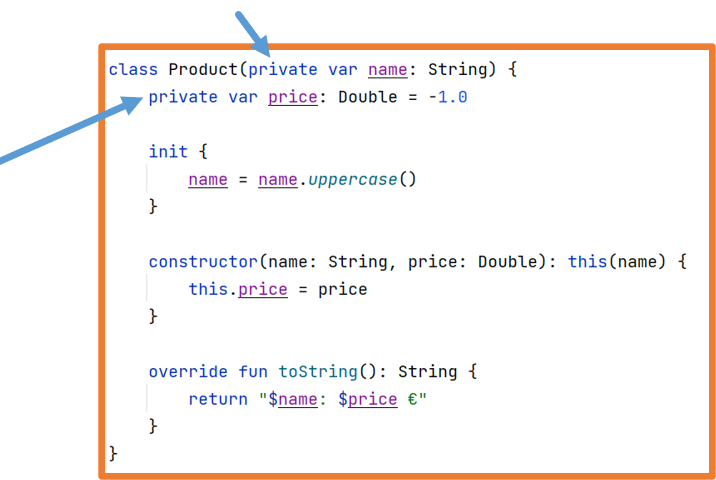 class Product(private var name: String) {
    private var price: Double = -1.0

    init {
        name = name.uppercase()
    }

    constructor(name: String, price: Double): this(name) {
        this.price = price
    }

    override fun toString(): String {
        return "$name: $price €"
    }
}